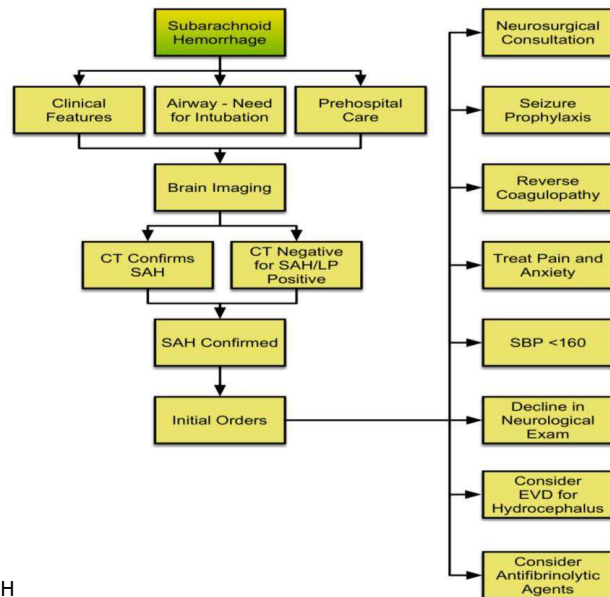 Subarachnoid
Hemorrhage
Clinical
Features
Airway - Need
for Intubation
Prehospital
Care
Brain Imaging
CT Confirms
SAH
CT Negative
for SAH/LP
Positive
SAH Confirmed
Initial Orders
Neurosurgical
Consultation
Seizure
Prophylaxis
Reverse
Coagulopathy
Treat Pain and
Anxiety
SBP <160
Decline in
Neurological
Exam
Consider
EVD for
Hydrocephalus
Consider
Antifibrinolytic
Agents
H